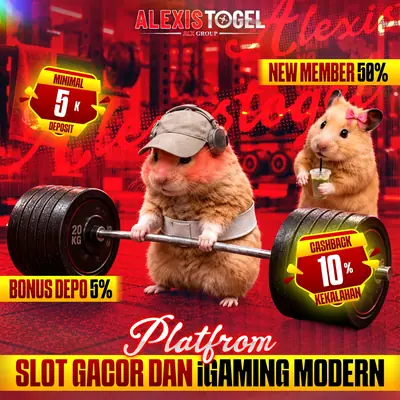 ALEXISTOGEL
ALX GROUP
Alexis
MINIMAL
5 K
DEPOSIT
NEW MEMBER 50%
20
KG
CASHBACK
10 %
KEKALAHAN
BONUS DEPO 5%
Platfrom
SLOT GACOR DAN iGAMING MODERN